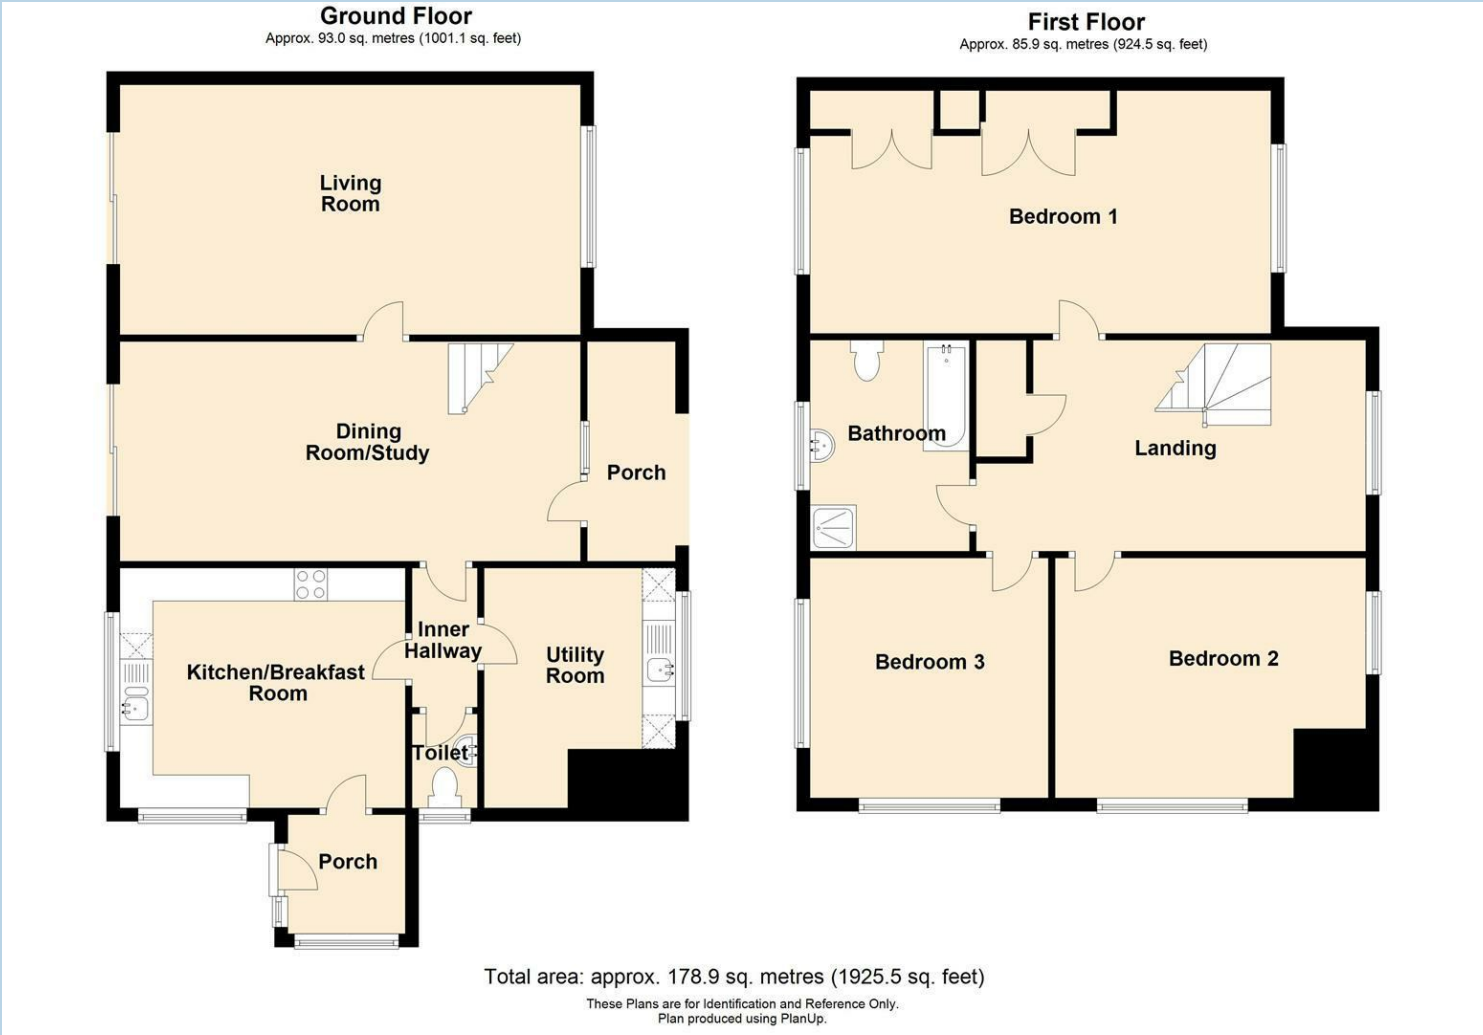 Ground Floor
Approx. 93.0 sq. metres (1001.1 sq. feet)
Living
Room
Dining
Room/Study
Porch
Kitchen/Breakfast
Room
Inner
Hallway
Utility
Room
Toilet
Porch
First Floor
Approx. 85.9 sq. metres (924.5 sq. feet)
Bedroom 1
Bathroom
Landing
Bedroom 3
Bedroom 2
Total area: approx. 178.9 sq. metres (1925.5 sq. feet)
These Plans are for Identification and Reference Only.
Plan produced using PlanUp.